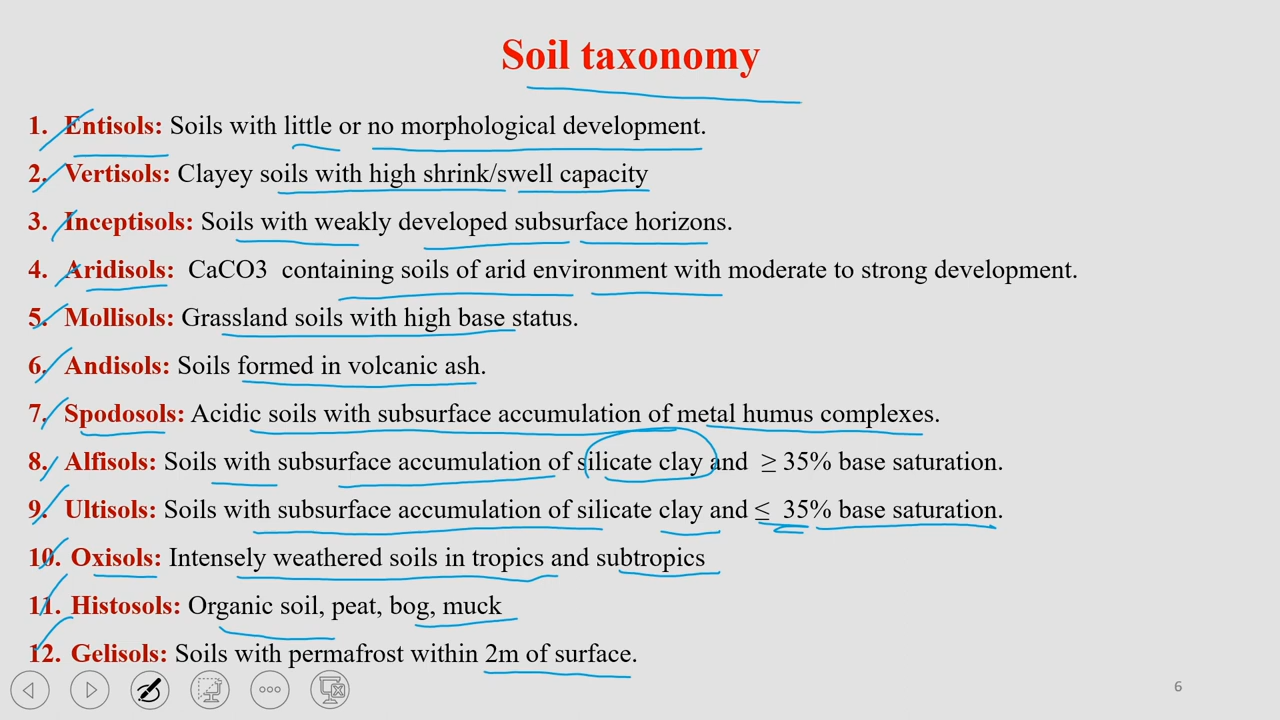 Soil taxonomy
1. Entisols: Soils with little or no morphological development.
2. Vertisols: Clayey soils with high shrink/swell capacity
3. Inceptisols: Soils with weakly developed subsurface horizons.
4. Aridisols: CaCO3 containing soils of arid environment with moderate to strong development.
5. Mollisols: Grassland soils with high base status.
6. Andisols: Soils formed in volcanic ash.
7. Spodosols: Acidic soils with subsurface accumulation of metal humus complexes.
8. Alfisols: Soils with subsurface accumulation of silicate clay and ≥ 35% base saturation.
9. Ultisols: Soils with subsurface accumulation of silicate clay and ≤ 35% base saturation.
10. Oxisols: Intensely weathered soils in tropics and subtropics
11. Histosols: Organic soil, peat, bog, muck
12. Gelisols: Soils with permafrost within 2m of surface.
6